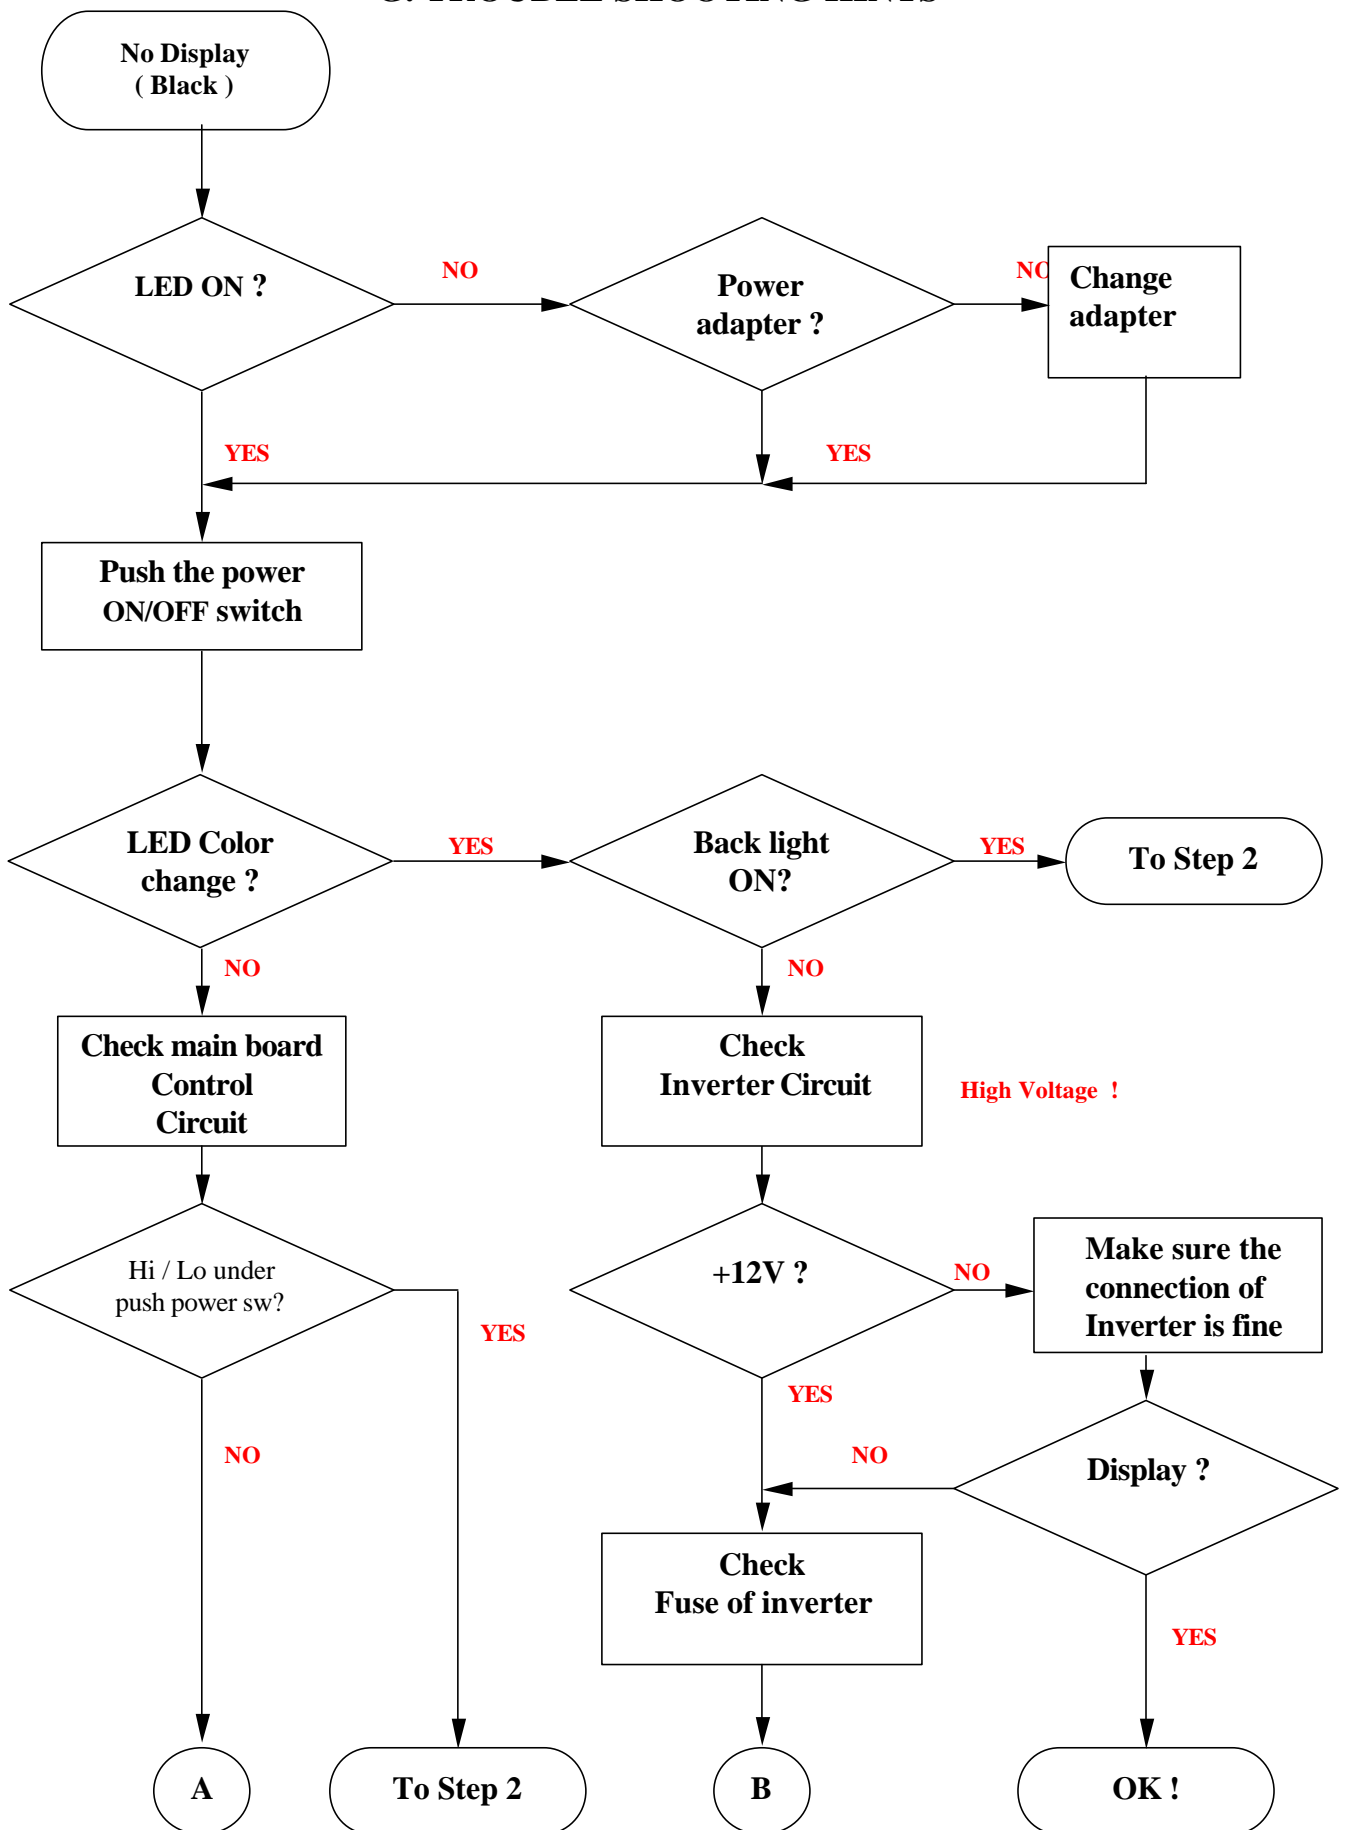 No Display
( Black )
LED ON ?
NO
Power
adapter ?
NO
Change
adapter
YES
YES
Push the power
ON/OFF switch
LED Color
change ?
YES
Back light
ON?
YES
To Step 2
NO
NO
Check main board
Control
Circuit
Check
Inverter Circuit
High Voltage !
Hi / Lo under
push power sw?
YES
+12V ?
NO
Make sure the
connection of
Inverter is fine
YES
NO
NO
Display ?
Check
Fuse of inverter
YES
A
To Step 2
B
OK !